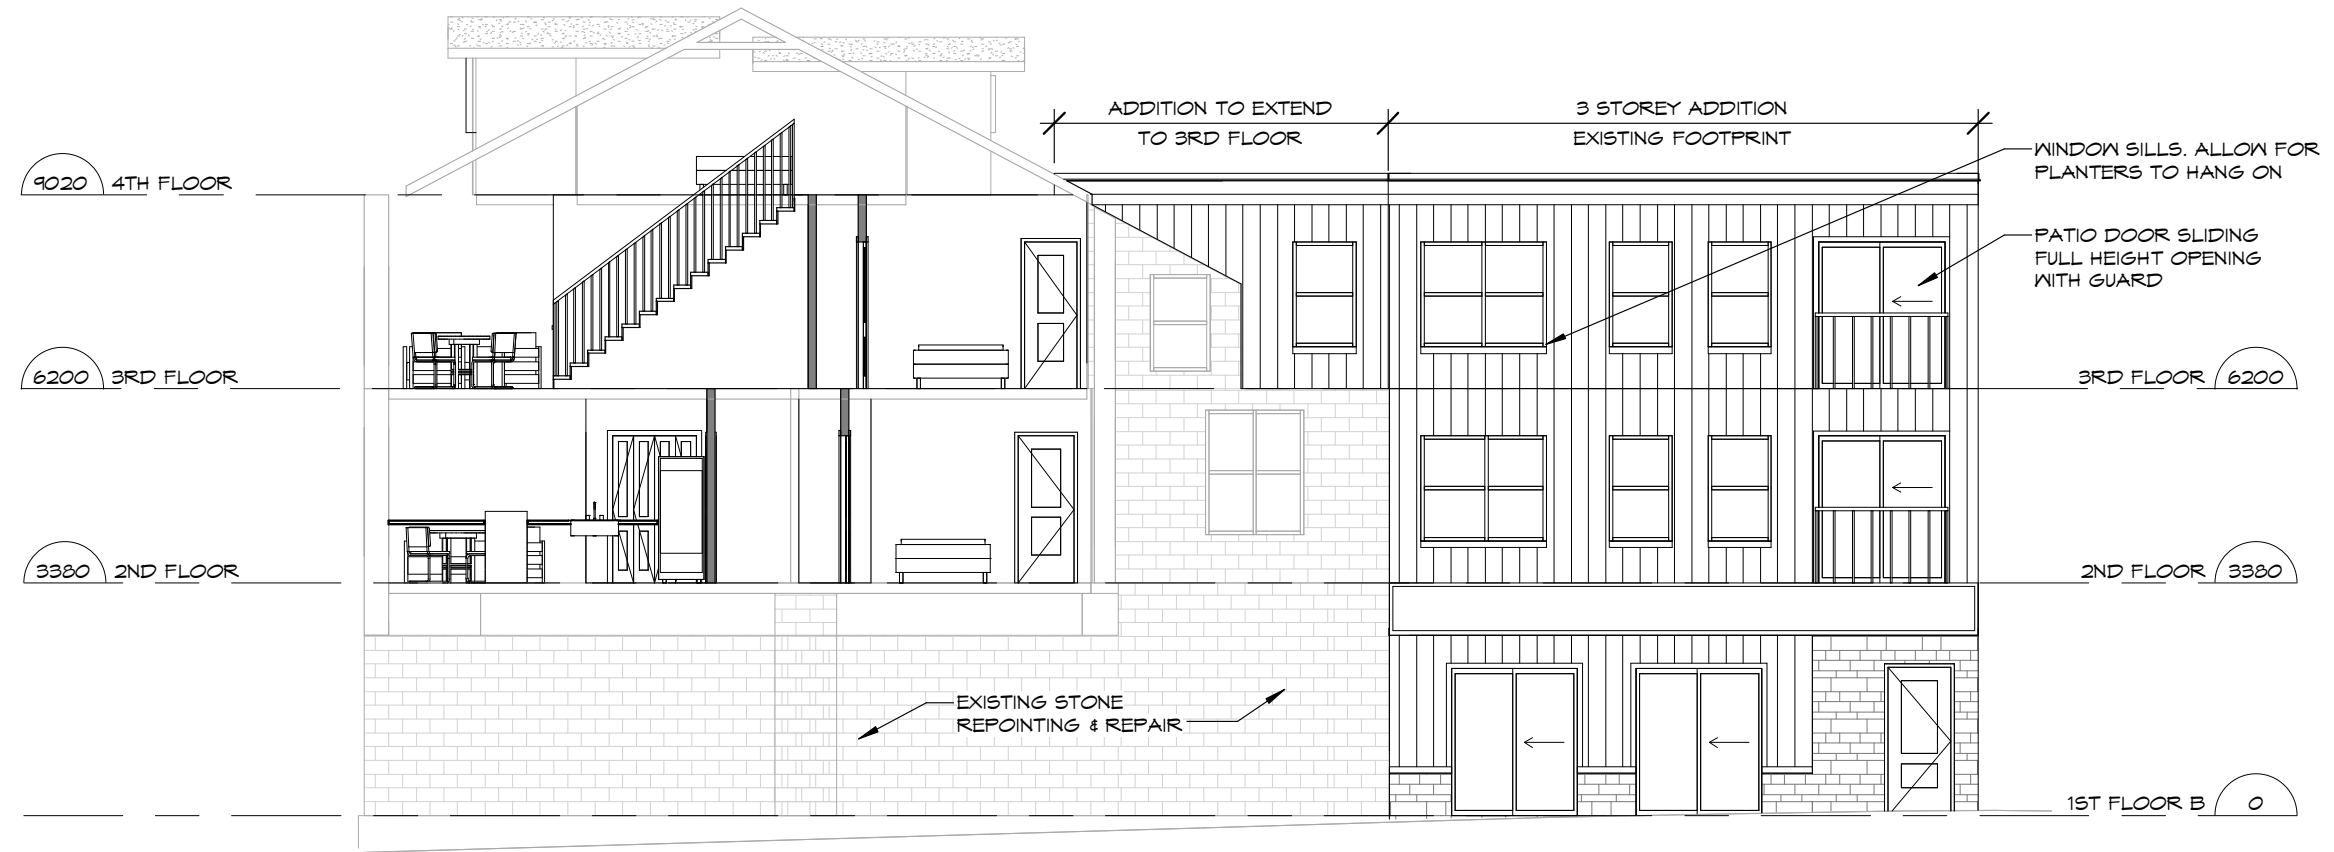 ADDITION TO EXTEND
TO 3RD FLOOR
3 STOREY ADDITION
EXISTING FOOTPRINT
WINDOW SILLS. ALLOW FOR
PLANTERS TO HANG ON
9020 4TH FLOOR
PATIO DOOR SLIDING
FULL HEIGHT OPENING
WITH GUARD
6200 3RD FLOOR
3RD FLOOR 6200
3380 2ND FLOOR
2ND FLOOR 3380
EXISTING STONE
REPOINTING & REPAIR
1ST FLOOR B 0